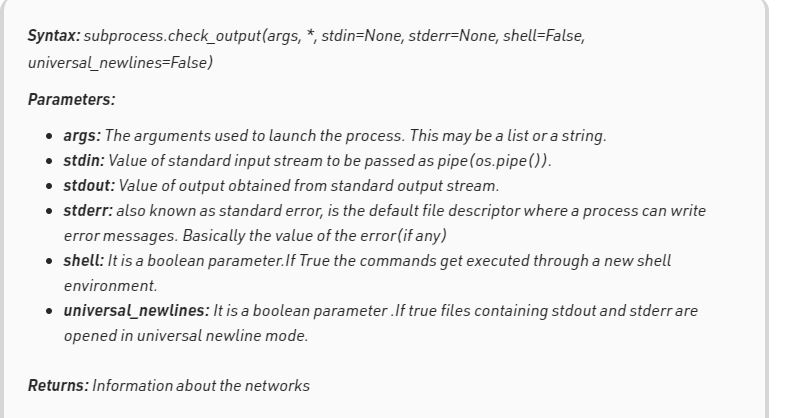 Syntax: subprocess.check_output(args, *, stdin=None, stderr=None, shell=False,
universal_newlines=False)
Parameters:
• args: The arguments used to launch the process. This may be a list or a string.
• stdin: Value of standard input stream to be passed as pipe(os.pipe()).
• stdout: Value of output obtained from standard output stream.
• stderr: also known as standard error, is the default file descriptor where a process can write
error messages. Basically the value of the error(if any)
• shell: It is a boolean parameter.If True the commands get executed through a new shell
environment.
• universal_newlines: It is a boolean parameter .If true files containing stdout and stderr are
opened in universal newline mode.
Returns: Information about the networks